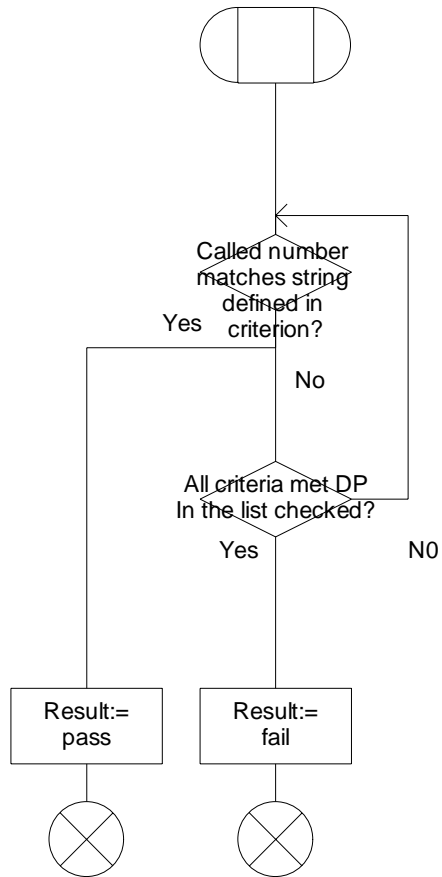 Called number
matches string
defined in
criterion?
Yes
No
All criteria met DP
In the list checked?
Yes
N0
Result:=
pass
Result:=
fail